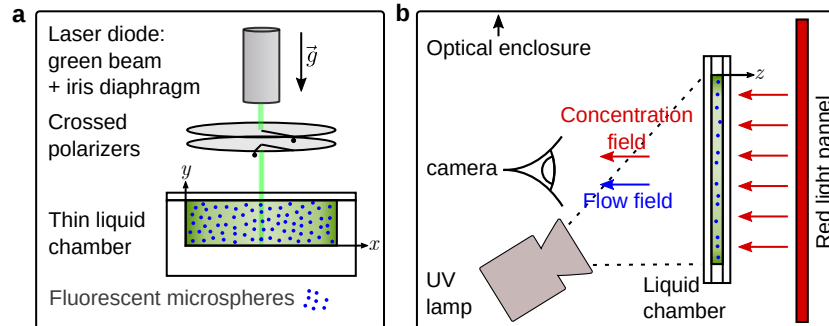 a
Laser diode:
green beam
+ iris diaphragm
g
Crossed
polarizers
y
Thin liquid
chamber
x
Fluorescent microspheres
b
Optical enclosure
z
Concentration
field
camera
Flow field
UV
lamp
Liquid
chamber
Red light pannel